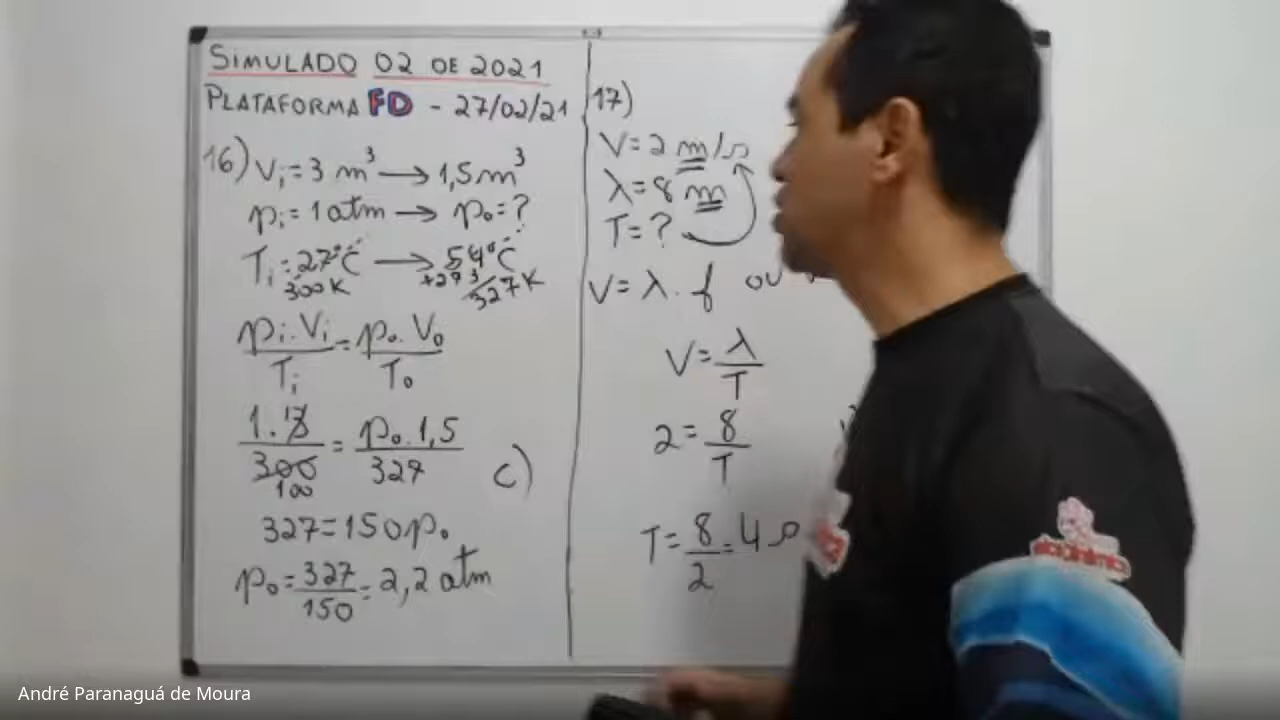 SIMULADO 02 DE 2021
PLATAFORMA FD - 27/02/21
16) Vi = 3 m³ → 1,5 m³
pi = 1 atm → po = ?
Ti = 27°C → 54°C
300 K +273 327 K
pi . Vi / Ti = po . Vo / To
1 . 3 / 300 = po . 1,5 / 327
100
C)
327 = 150 po
po = 327 / 150 = 2,2 atm
17)
V = 2 m/s
λ = 8 m
T = ?
V = λ . f ou
V = λ / T
2 = 8 / T
T = 8 / 2 = 4 s
André Paranaguá de Moura